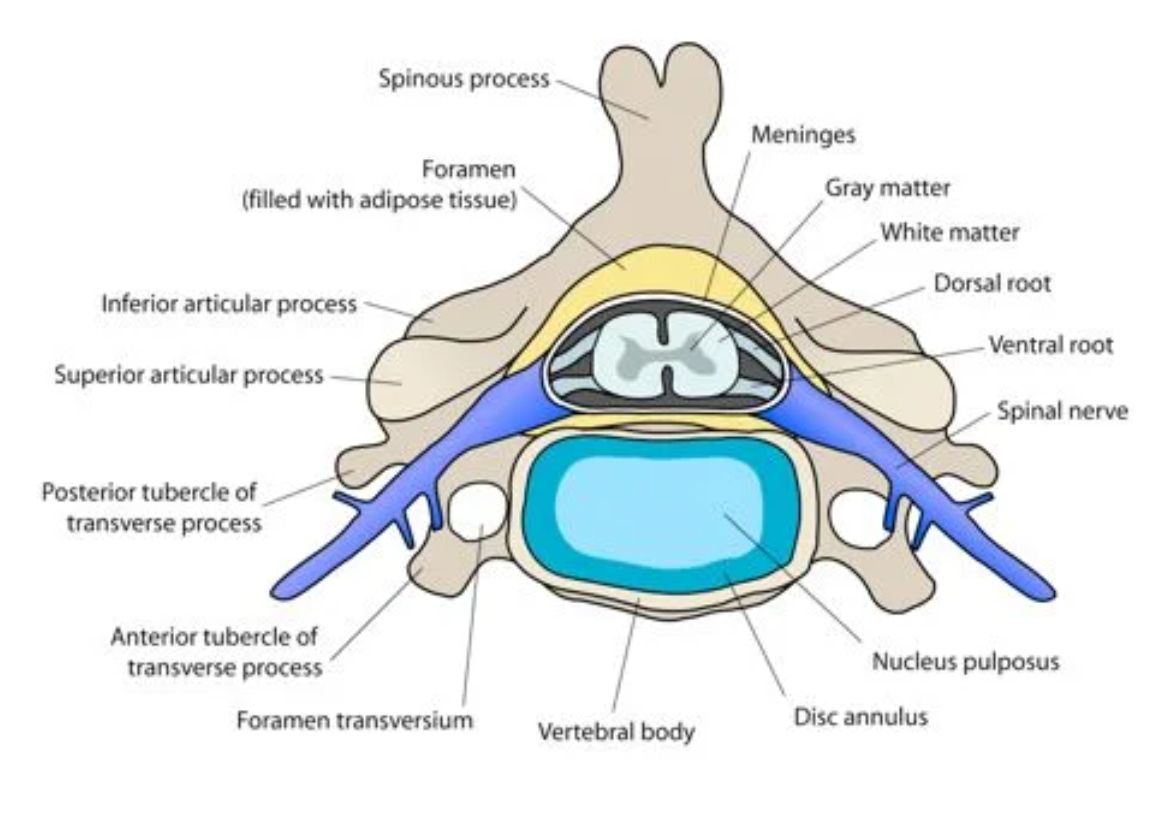 Spinous process
Meninges
Foramen
(filled with adipose tissue)
Gray matter
White matter
Dorsal root
Inferior articular process
Ventral root
Superior articular process
Spinal nerve
Posterior tubercle of
transverse process
Anterior tubercle of
transverse process
Nucleus pulposus
Foramen transversium
Disc annulus
Vertebral body